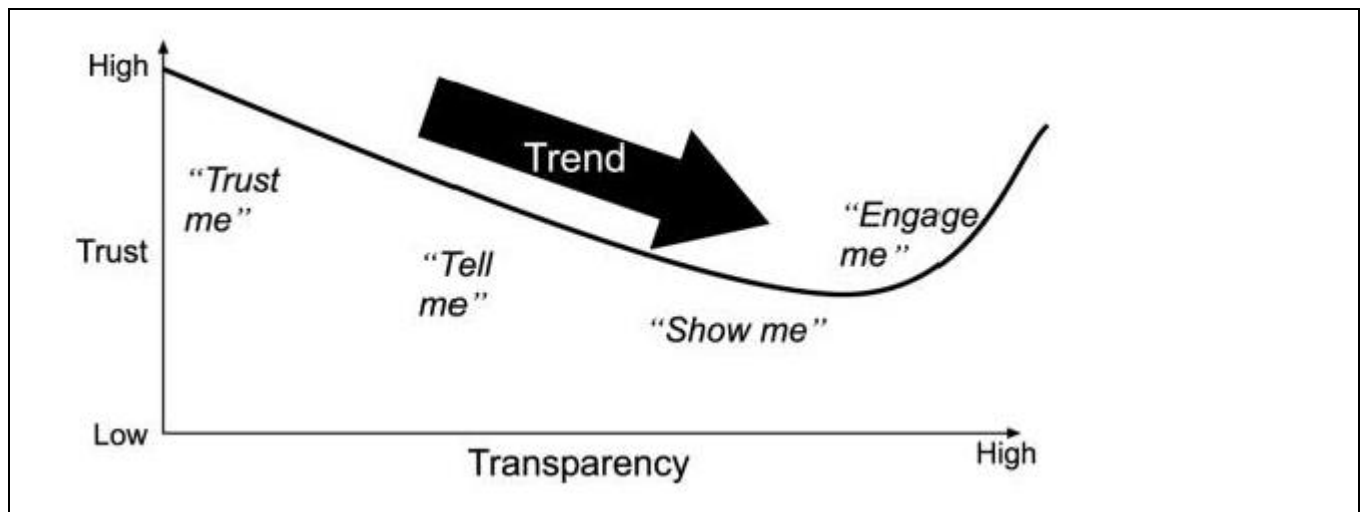 High
Trend
“Trust
me”
“Engage
me”
Trust
“Tell
me”
“Show me”
Low
High
Transparency